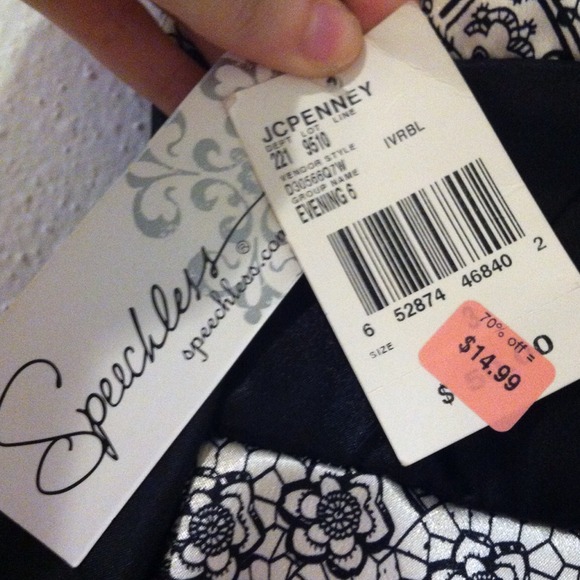 Speechless®
speechless.com
JCPENNEY
DEPT LOT LINE
221 9510
IVRBL
VENDOR STYLE
D30566Q7W
GROUP NAME
EVENING 6
6 52874 46840 2
SIZE
70% off =
$14.99
0
$